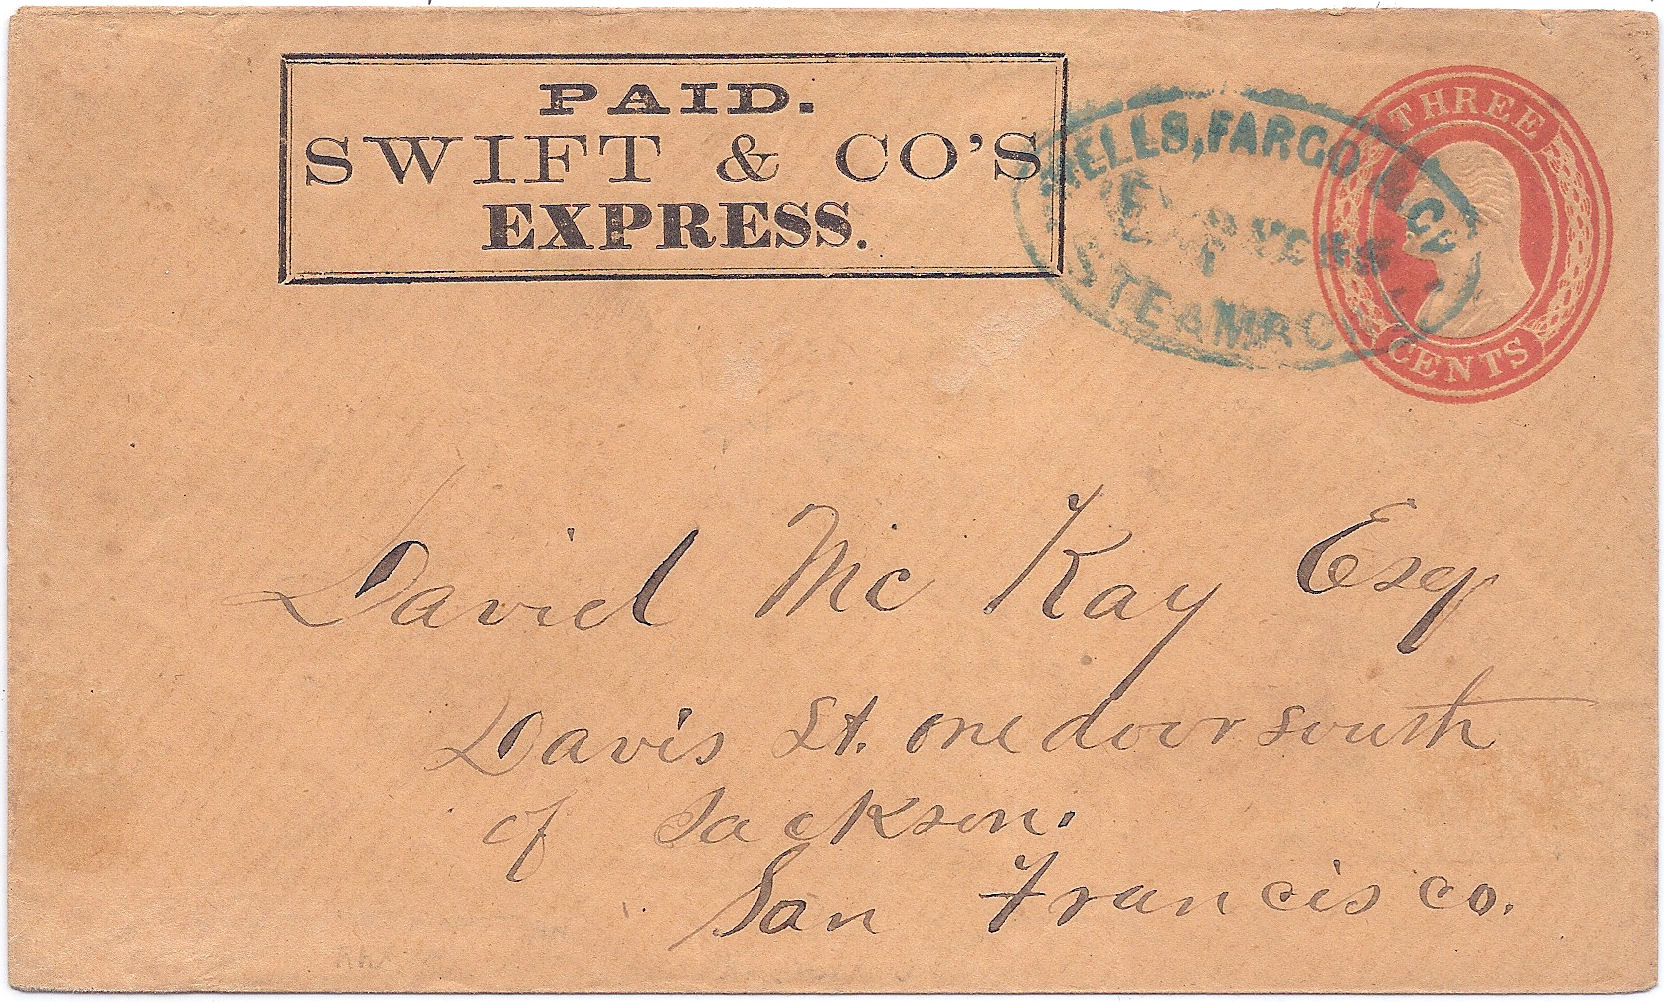 PAID.
SWIFT & CO'S
EXPRESS.
WELLS, FARGO & CO
STEAMBOAT
THREE
CENTS
David Mc Kay Esq
Davis St. one door south
of Jackson.
San Francisco.